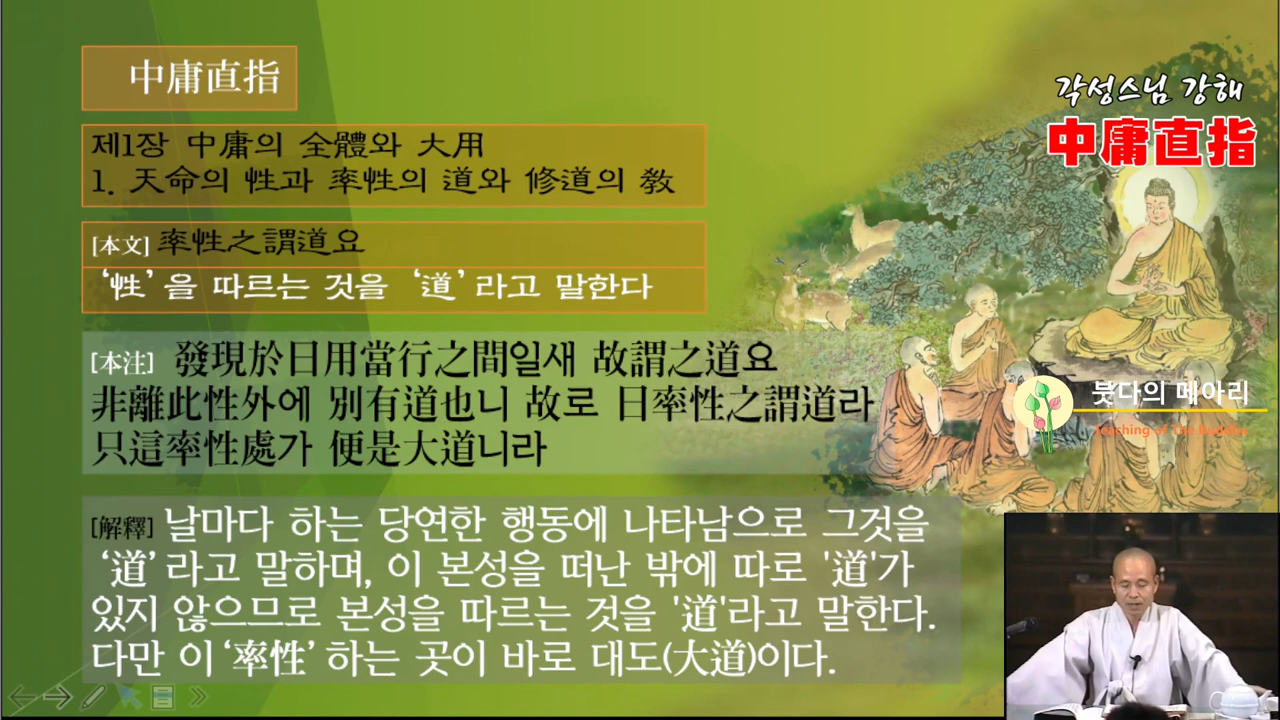 中庸直指
제1장 中庸의 全體와 大用
1. 天命의 性과 率性의 道와 修道의 敎
[本文] 率性之謂道요
‘性’을 따르는 것을 ‘道’라고 말한다
[本注] 發現於日用當行之間일새 故謂之道요
非離此性外에 別有道也니 故로 曰率性之謂道라
只這率性處가 便是大道니라
[解釋] 날마다 하는 당연한 행동에 나타남으로 그것을
‘道’라고 말하며, 이 본성을 떠난 밖에 따로 '道'가
있지 않으므로 본성을 따르는 것을 '道'라고 말한다.
다만 이 ‘率性’하는 곳이 바로 대도(大道)이다.
각성스님 강해
中庸直指
붓다의 메아리
Teaching of The Buddha